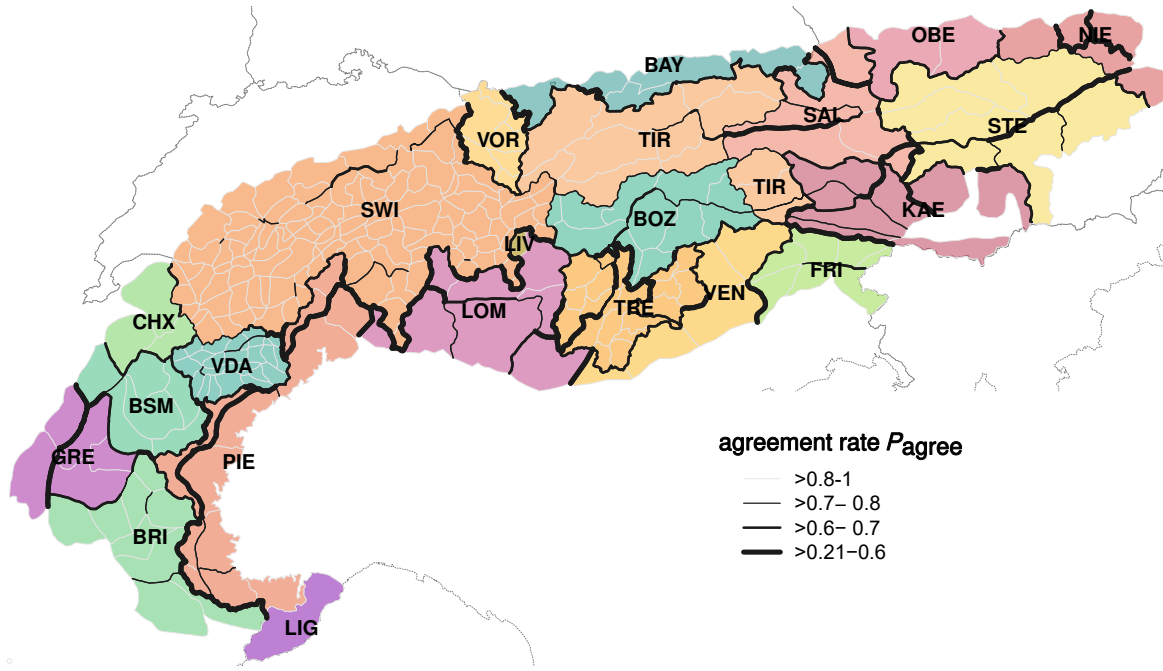 OBE
NIE
BAY
SAL
STE
VOR
TIR
TIR
SWI
BOZ
KAE
LIV
FRI
VEN
TRE
LOM
CHX
VDA
BSM
GRE
PIE
BRI
LIG
agreement rate Pagree
>0.8-1
>0.7– 0.8
>0.6– 0.7
>0.21–0.6